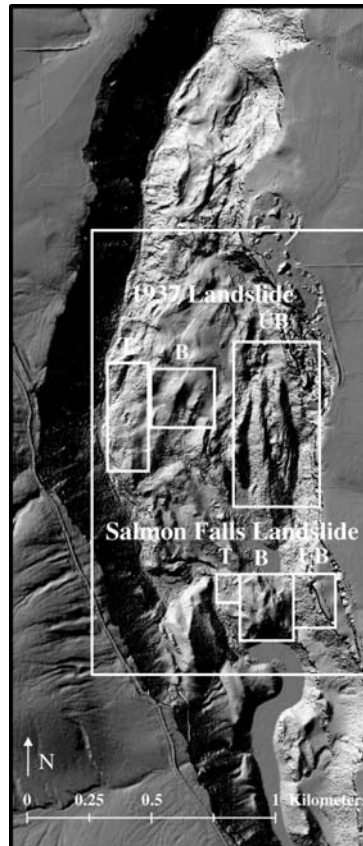 1937 Landslide
UB
T B
Salmon Falls Landslide
T B UB
N
0 0.25 0.5 1 Kilometers